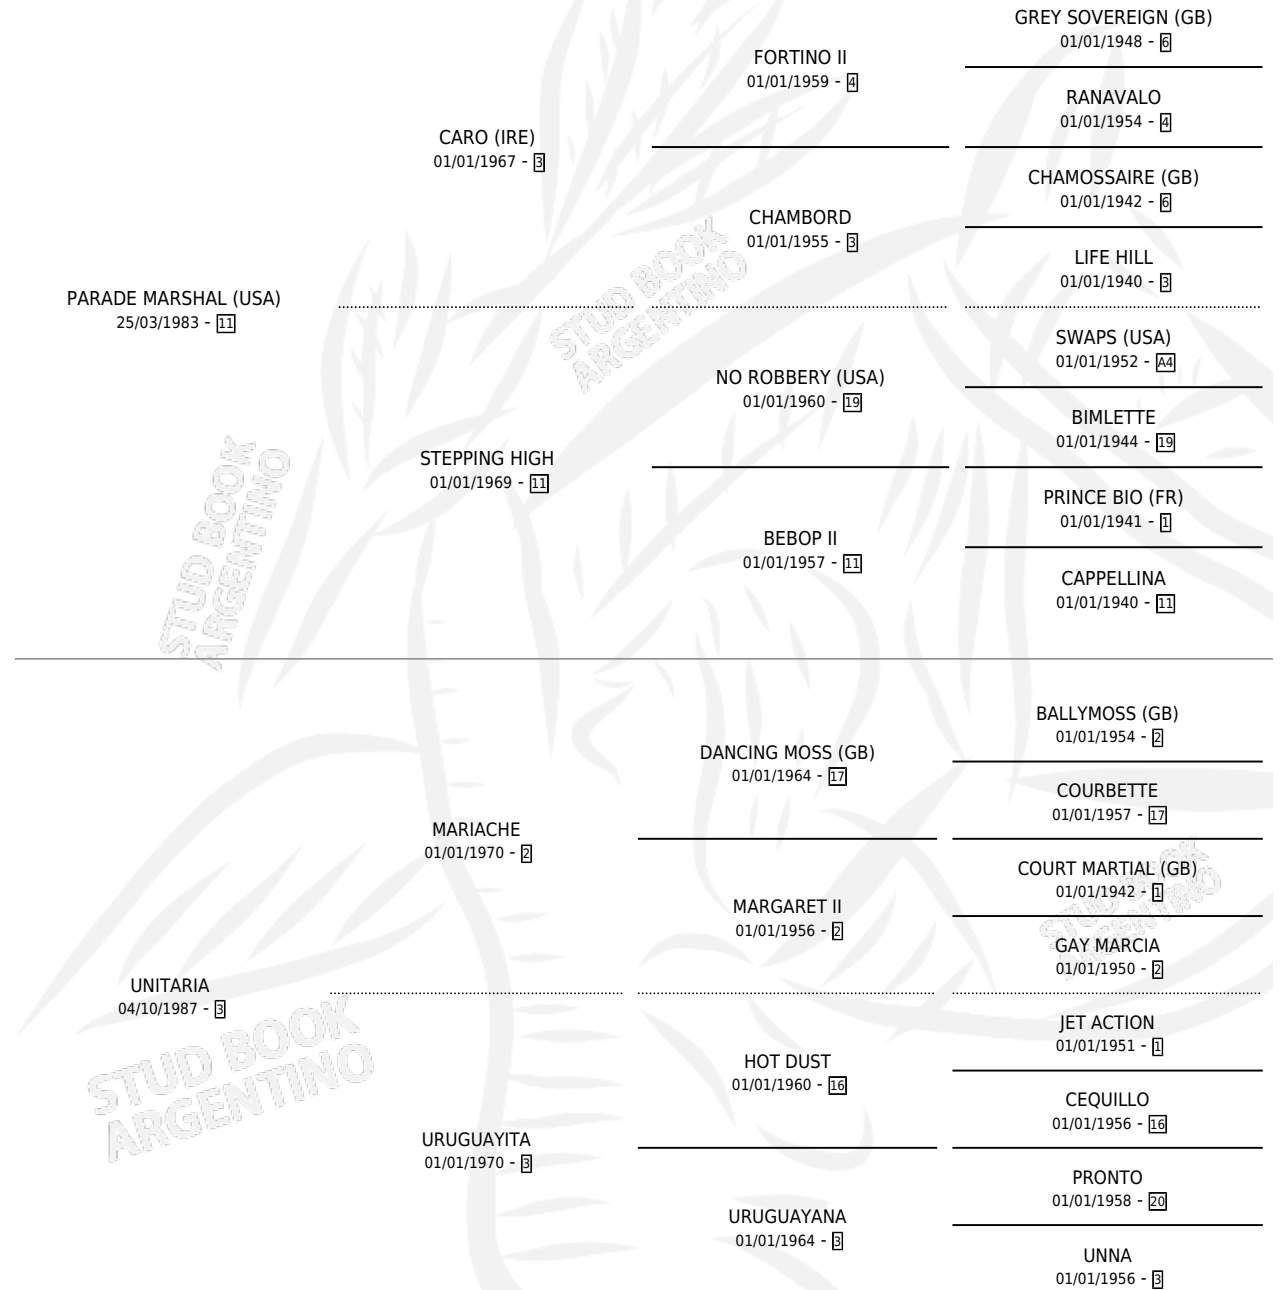 GREY SOVEREIGN (GB)
01/01/1948 - 6
FORTINO II
01/01/1959 - 4
RANAVALO
01/01/1954 - 4
CARO (IRE)
01/01/1967 - 3
CHAMOSSAIRE (GB)
01/01/1942 - 6
CHAMBORD
01/01/1955 - 3
LIFE HILL
01/01/1940 - 3
PARADE MARSHAL (USA)
25/03/1983 - 11
STUD BOOK
ARGENTINO
SWAPS (USA)
01/01/1952 - A4
NO ROBBERY (USA)
01/01/1960 - 19
BIMLETTE
01/01/1944 - 19
STEPPING HIGH
01/01/1969 - 11
PRINCE BIO (FR)
01/01/1941 - 1
BEBOP II
01/01/1957 - 11
CAPPELLINA
01/01/1940 - 11
STUD BOOK
ARGENTINO
BALLYMOSS (GB)
01/01/1954 - 2
DANCING MOSS (GB)
01/01/1964 - 17
COURBETTE
01/01/1957 - 17
MARIACHE
01/01/1970 - 2
COURT MARTIAL (GB)
01/01/1942 - 1
MARGARET II
01/01/1956 - 2
GAY MARCIA
01/01/1950 - 2
STUD BOOK
ARGENTINO
UNITARIA
04/10/1987 - 3
STUD BOOK
ARGENTINO
JET ACTION
01/01/1951 - 1
HOT DUST
01/01/1960 - 16
CEQUILLO
01/01/1956 - 16
URUGUAYITA
01/01/1970 - 3
PRONTO
01/01/1958 - 20
URUGUAYANA
01/01/1964 - 3
UNNA
01/01/1956 - 3